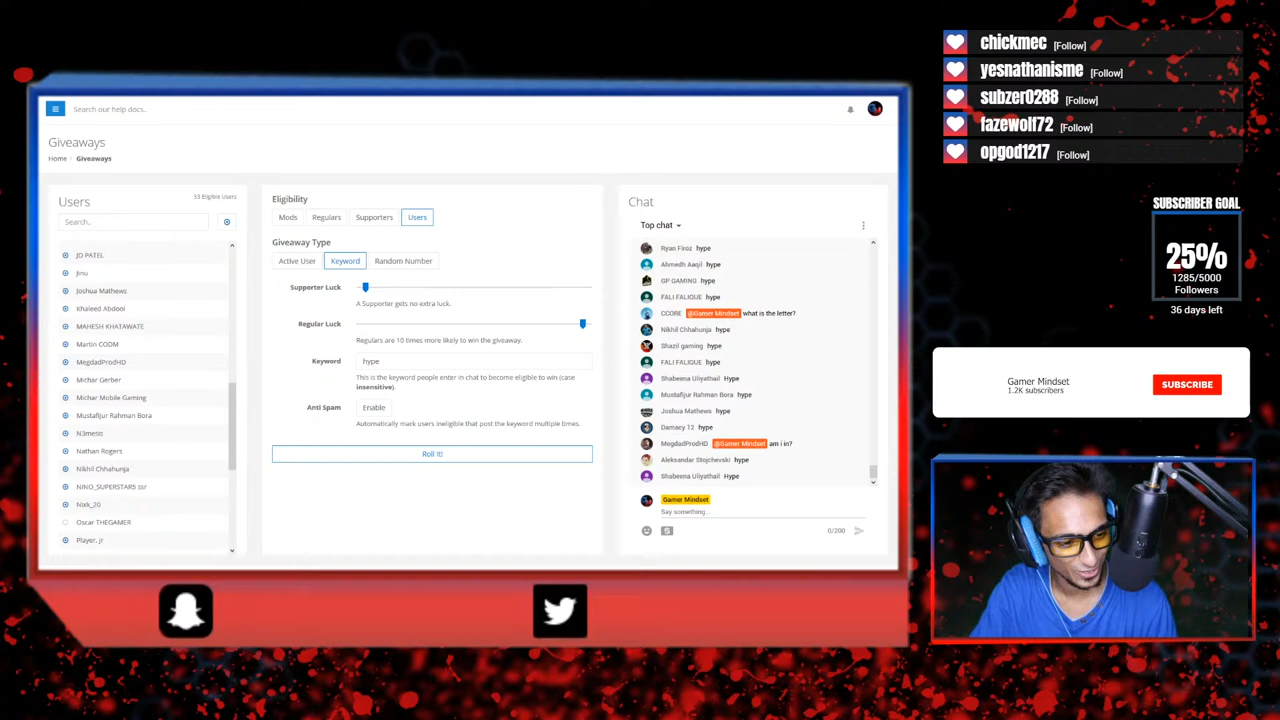 chickmec [Follow]
yesnathanisme [Follow]
subzer0288 [Follow]
fazewolf72 [Follow]
opgod1217 [Follow]
SUBSCRIBER GOAL
25%
1285/5000
Followers
36 days left
Gamer Mindset
1.2K subscribers
SUBSCRIBE
Search our help docs..
Giveaways
Home / Giveaways
Users
53 Eligible Users
Search..
JD PATEL
Jinu
Joshua Mathews
Khaleed Abdool
MAHESH KHATAWATE
Martin CODM
MegdadProdHD
Michar Gerber
Michar Mobile Gaming
Mustafijur Rahman Bora
N3mesis
Nathan Rogers
Nikhil Chhahunja
NINO_SUPERSTAR5 ssr
Nixk_20
Oscar THEGAMER
Player. jr
Eligibility
Mods Regulars Supporters Users
Giveaway Type
Active User Keyword Random Number
Supporter Luck
A Supporter gets no extra luck.
Regular Luck
Regulars are 10 times more likely to win the giveaway.
Keyword hype
This is the keyword people enter in chat to become eligible to win (case
insensitive).
Anti Spam Enable
Automatically mark users ineligible that post the keyword multiple times.
Roll It!
Chat
Top chat
Ryan Firoz hype
Ahmedh Aaqil hype
GP GAMING hype
FALI FALIQUE hype
CCORE @Gamer Mindset what is the letter?
Nikhil Chhahunja hype
Shazil gaming hype
FALI FALIQUE hype
Shabeena Uliyathail Hype
Mustafijur Rahman Bora hype
Joshua Mathews hype
Damacy 12 hype
MegdadProdHD @Gamer Mindset am i in?
Aleksandar Stojchevski hype
Shabeena Uliyathail Hype
Gamer Mindset
Say something...
0/200